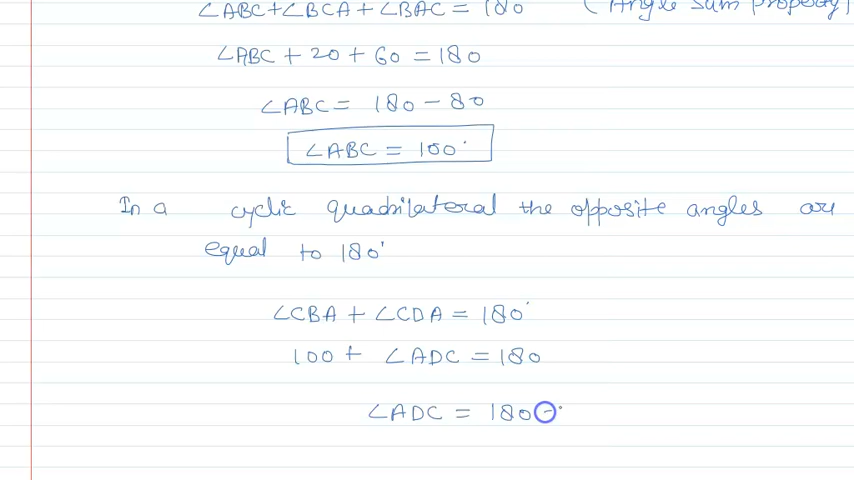 ∠ABC+∠BCA+∠BAC = 180 (Angle sum property)
∠ABC + 20 + 60 = 180
∠ABC = 180 - 80
∠ABC = 100°
In a cyclic quadrilateral the opposite angles are
equal to 180°
∠CBA + ∠CDA = 180°
100 + ∠ADC = 180
∠ADC = 180 -